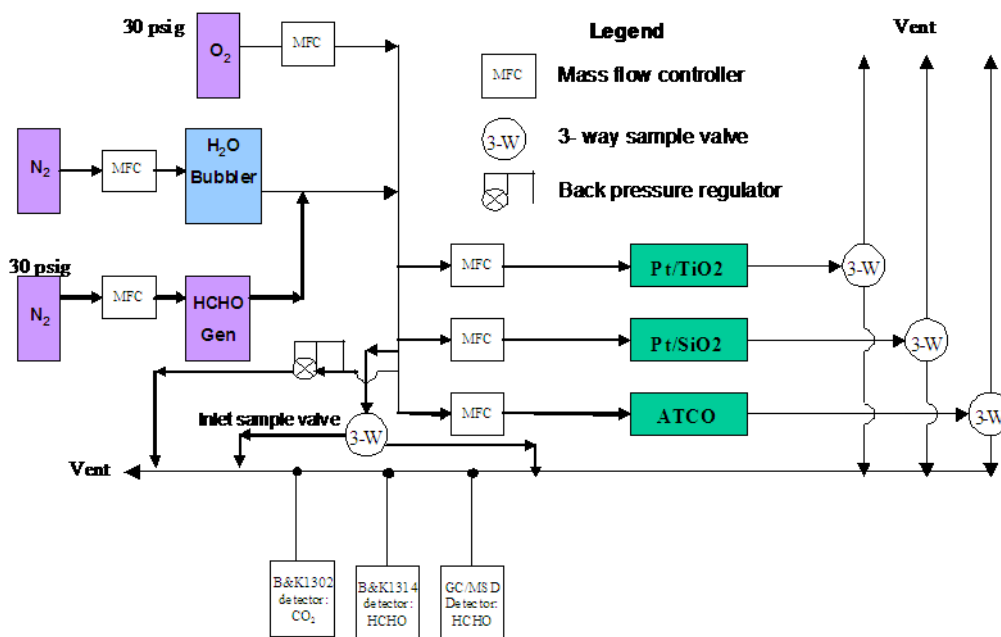 30 psig
O2
MFC
Legend
Vent
MFC
Mass flow controller
N2
MFC
H2O
Bubbler
3-W
3- way sample valve
Back pressure regulator
30 psig
N2
MFC
HCHO
Gen
MFC
Pt/TiO2
3-W
MFC
Pt/SiO2
3-W
Inlet sample valve
3-W
MFC
ATCO
3-W
Vent
B&K1302
detector:
CO2
B&K1314
detector:
HCHO
GC/MSD
Detector:
HCHO